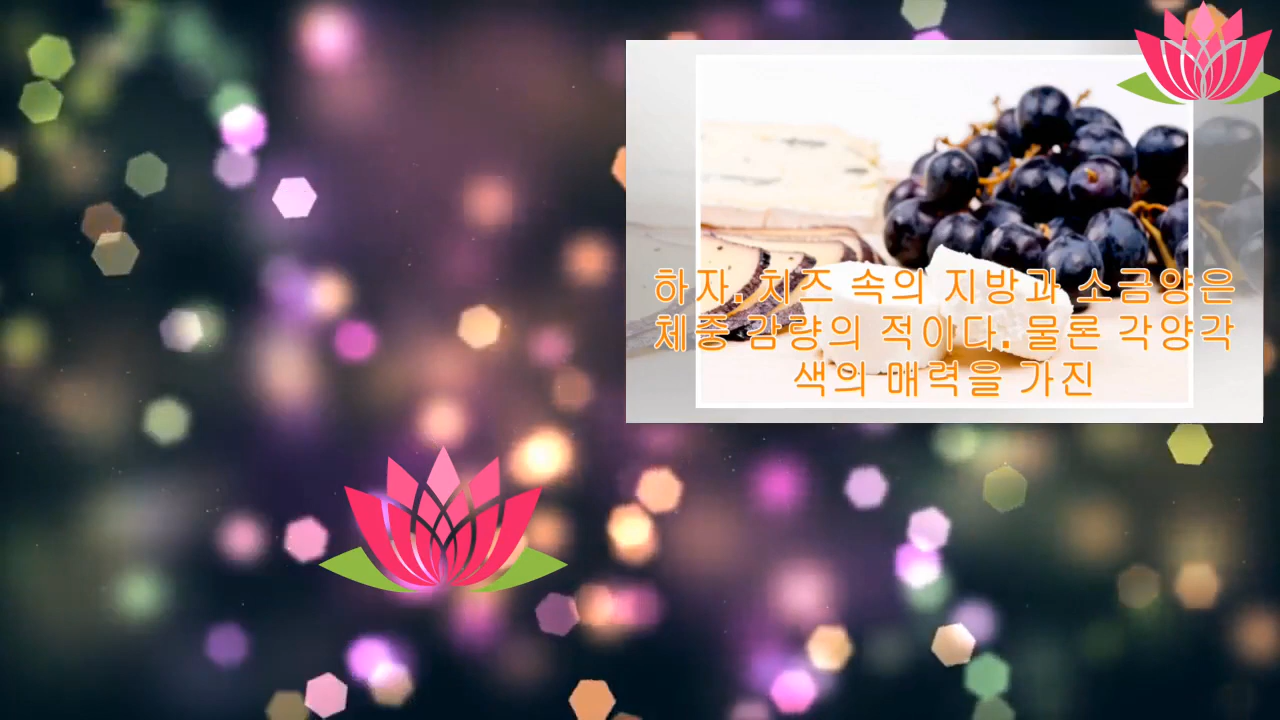 하자. 치즈 속의 지방과 소금양은
체중 감량의 적이다. 물론 각양각
색의 매력을 가진